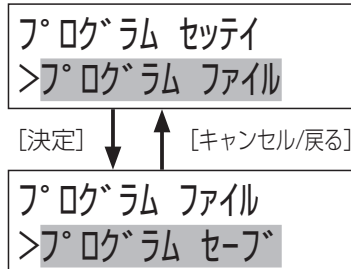 プログラム セッテイ
>プログラム ファイル
[決定] [キャンセル/戻る]
プログラム ファイル
>プログラム セーブ